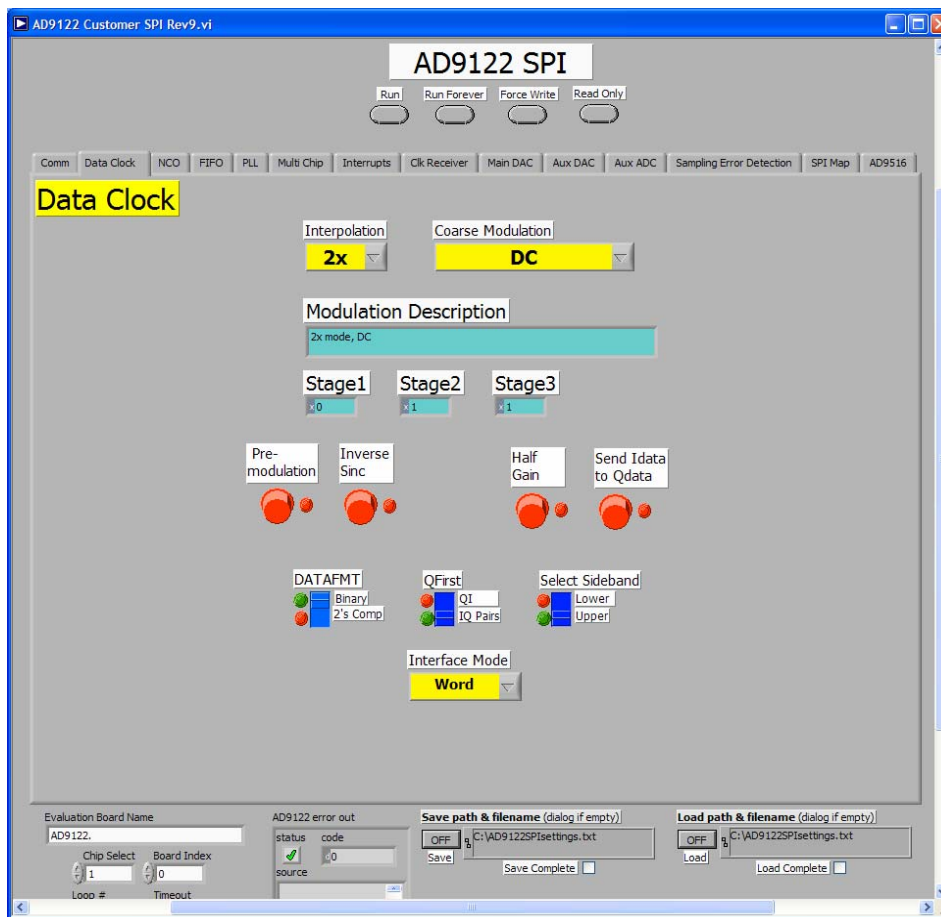 AD9122 Customer SPI Rev9.vi
AD9122 SPI
Run Run Forever Force Write Read Only
Comm Data Clock NCO FIFO PLL Multi Chip Interrupts Clk Receiver Main DAC Aux DAC Aux ADC Sampling Error Detection SPI Map AD9516
Data Clock
Interpolation Coarse Modulation
2x DC
Modulation Description
2x mode, DC
Stage1 Stage2 Stage3
x 0 x 1 x 1
Pre-
modulation
Inverse
Sinc
Half
Gain
Send Idata
to Qdata
DATAFMT QFirst Select Sideband
Binary QI Lower
2's Comp IQ Pairs Upper
Interface Mode
Word
Evaluation Board Name
AD9122.
Chip Select Board Index
1 0
Loop # Timeout
AD9122 error out
status code
0
source
Save path & filename (dialog if empty)
OFF C:\AD9122SPIsettings.txt
Save
Save Complete
Load path & filename (dialog if empty)
OFF C:\AD9122SPIsettings.txt
Load
Load Complete